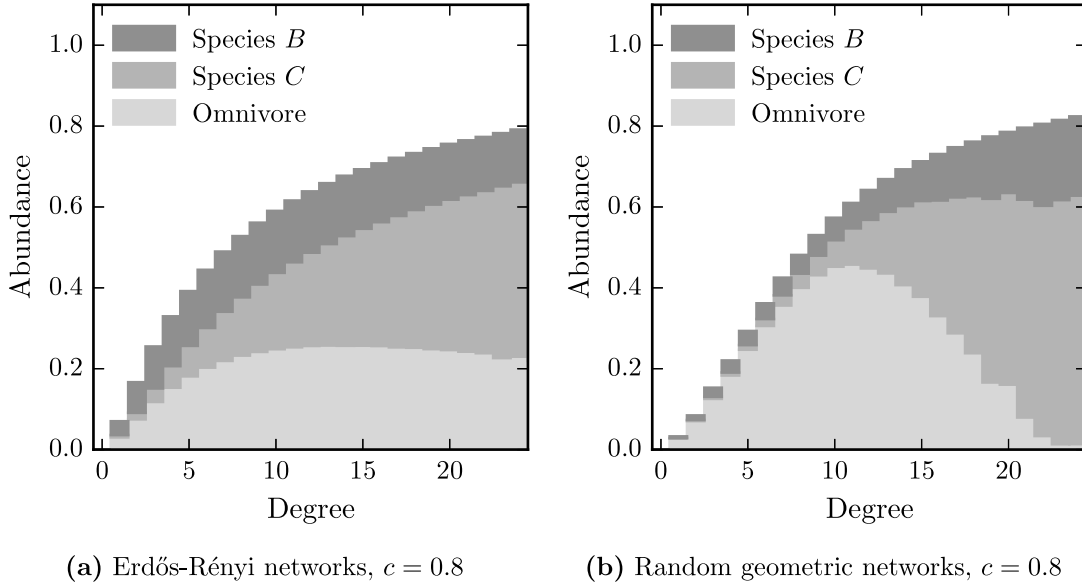 1.0
0.8
0.6
0.4
0.2
0.0
Abundance
Species B
Species C
Omnivore
0 5 10 15 20
Degree
(a) Erdős-Rényi networks, c = 0.8
1.0
0.8
0.6
0.4
0.2
0.0
Abundance
Species B
Species C
Omnivore
0 5 10 15 20
Degree
(b) Random geometric networks, c = 0.8